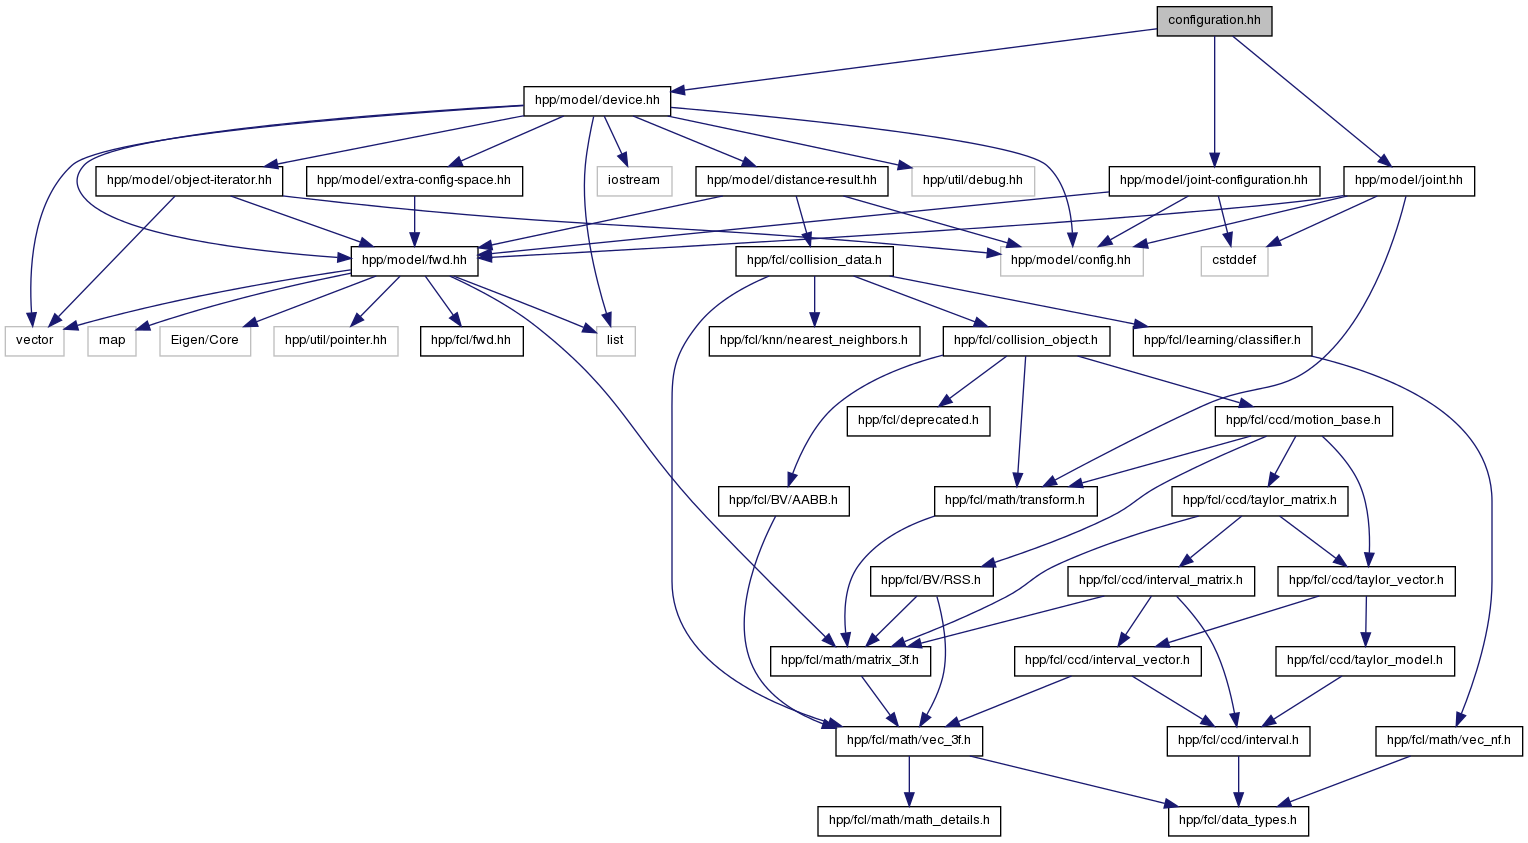 configuration.hh
hpp/model/device.hh
hpp/model/object-iterator.hh
hpp/model/extra-config-space.hh
iostream
hpp/model/distance-result.hh
hpp/util/debug.hh
hpp/model/joint-configuration.hh
hpp/model/joint.hh
hpp/model/fwd.hh
hpp/fcl/collision_data.h
hpp/model/config.hh
cstddef
vector
map
Eigen/Core
hpp/util/pointer.hh
hpp/fcl/fwd.hh
list
hpp/fcl/knn/nearest_neighbors.h
hpp/fcl/collision_object.h
hpp/fcl/learning/classifier.h
hpp/fcl/deprecated.h
hpp/fcl/ccd/motion_base.h
hpp/fcl/BV/AABB.h
hpp/fcl/math/transform.h
hpp/fcl/ccd/taylor_matrix.h
hpp/fcl/BV/RSS.h
hpp/fcl/ccd/interval_matrix.h
hpp/fcl/ccd/taylor_vector.h
hpp/fcl/math/matrix_3f.h
hpp/fcl/ccd/interval_vector.h
hpp/fcl/ccd/taylor_model.h
hpp/fcl/math/vec_3f.h
hpp/fcl/ccd/interval.h
hpp/fcl/math/vec_nf.h
hpp/fcl/math/math_details.h
hpp/fcl/data_types.h